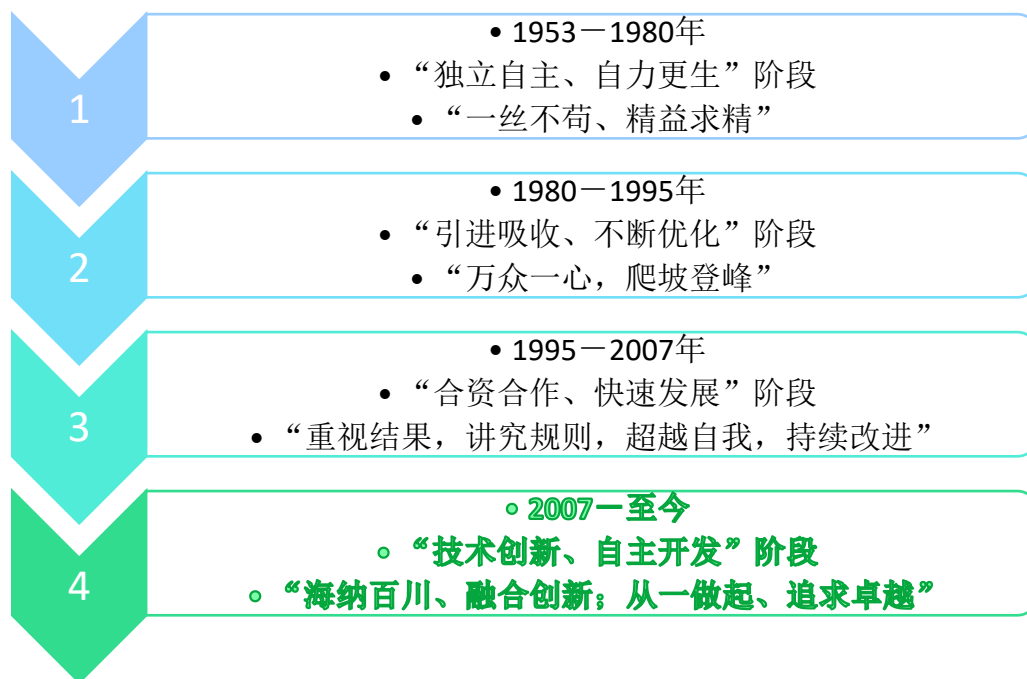 1
• 1953－1980年
• “独立自主、自力更生”阶段
• “一丝不苟、精益求精”
2
• 1980－1995年
• “引进吸收、不断优化”阶段
• “万众一心，爬坡登峰”
3
• 1995－2007年
• “合资合作、快速发展”阶段
• “重视结果，讲究规则，超越自我，持续改进”
4
• 2007－至今
• “技术创新、自主开发”阶段
• “海纳百川、融合创新；从一做起、追求卓越”